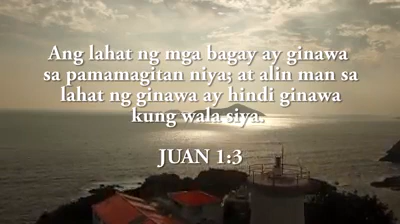 Ang lahat ng mga bagay ay ginawa
sa pamamagitan niya; at alin man sa
lahat ng ginawa ay hindi ginawa
kung wala siya.
JUAN 1:3